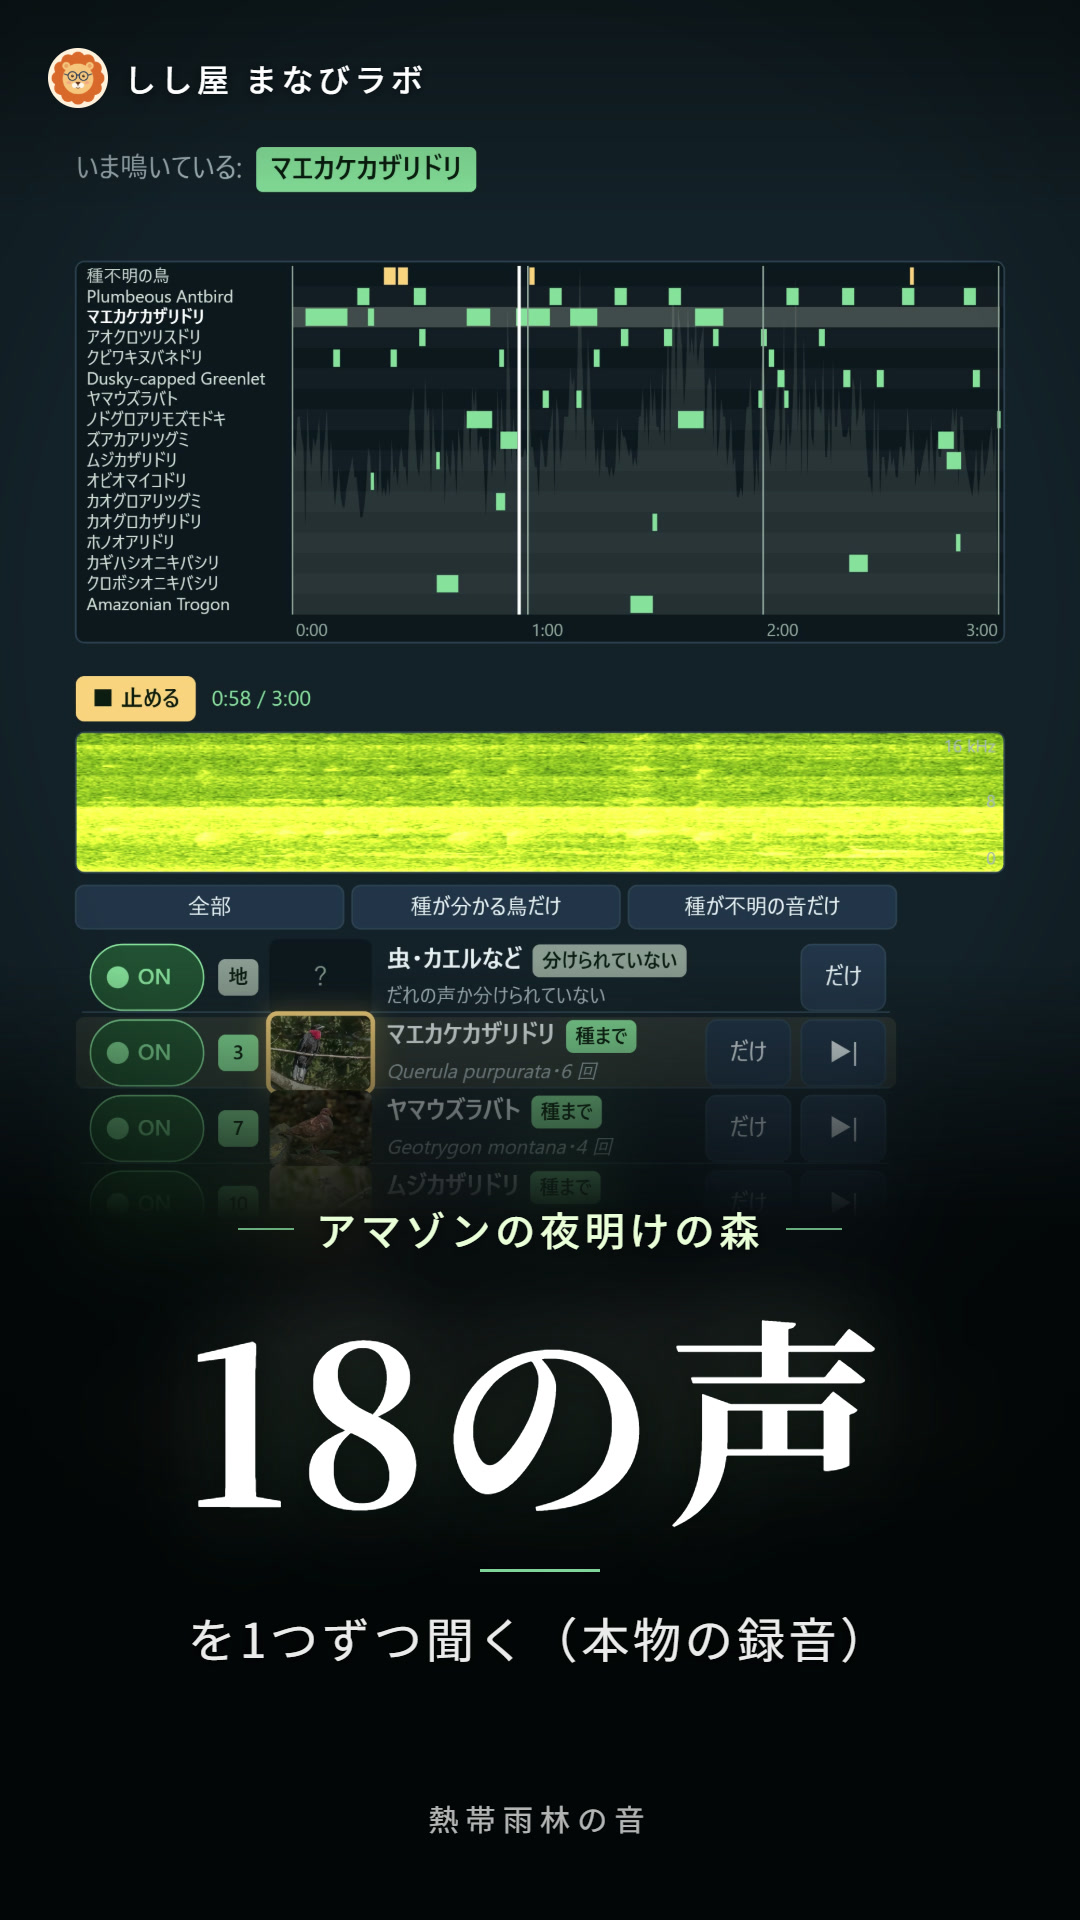 しし屋 まなびラボ
いま鳴いている: マエカケカザリドリ
種不明の鳥
Plumbeous Antbird
マエカケカザリドリ
アオクロツリスドリ
クビワキヌバネドリ
Dusky-capped Greenlet
ヤマウズラバト
ノドグロアリモズモドキ
ズアカアリツグミ
ムジカザリドリ
オビオマイコドリ
カオグロアリツグミ
カオグロカザリドリ
ホノオアリドリ
カギハシオニキバシリ
クロボシオニキバシリ
Amazonian Trogon
0:00 1:00 2:00 3:00
■ 止める 0:58 / 3:00
16 kHz
8
0
全部 種が分かる鳥だけ 種が不明の音だけ
ON 地 ? 虫・カエルなど 分けられていない だけ
だれの声か分けられていない
ON 3 マエカケカザリドリ 種まで だけ ▶|
Querula purpurata・6 回
ON 7 ヤマウズラバト 種まで だけ ▶|
Geotrygon montana・4 回
ON 10 ムジカザリドリ 種まで だけ ▶|
アマゾンの夜明けの森
18の声
を1つずつ聞く（本物の録音）
熱帯雨林の音